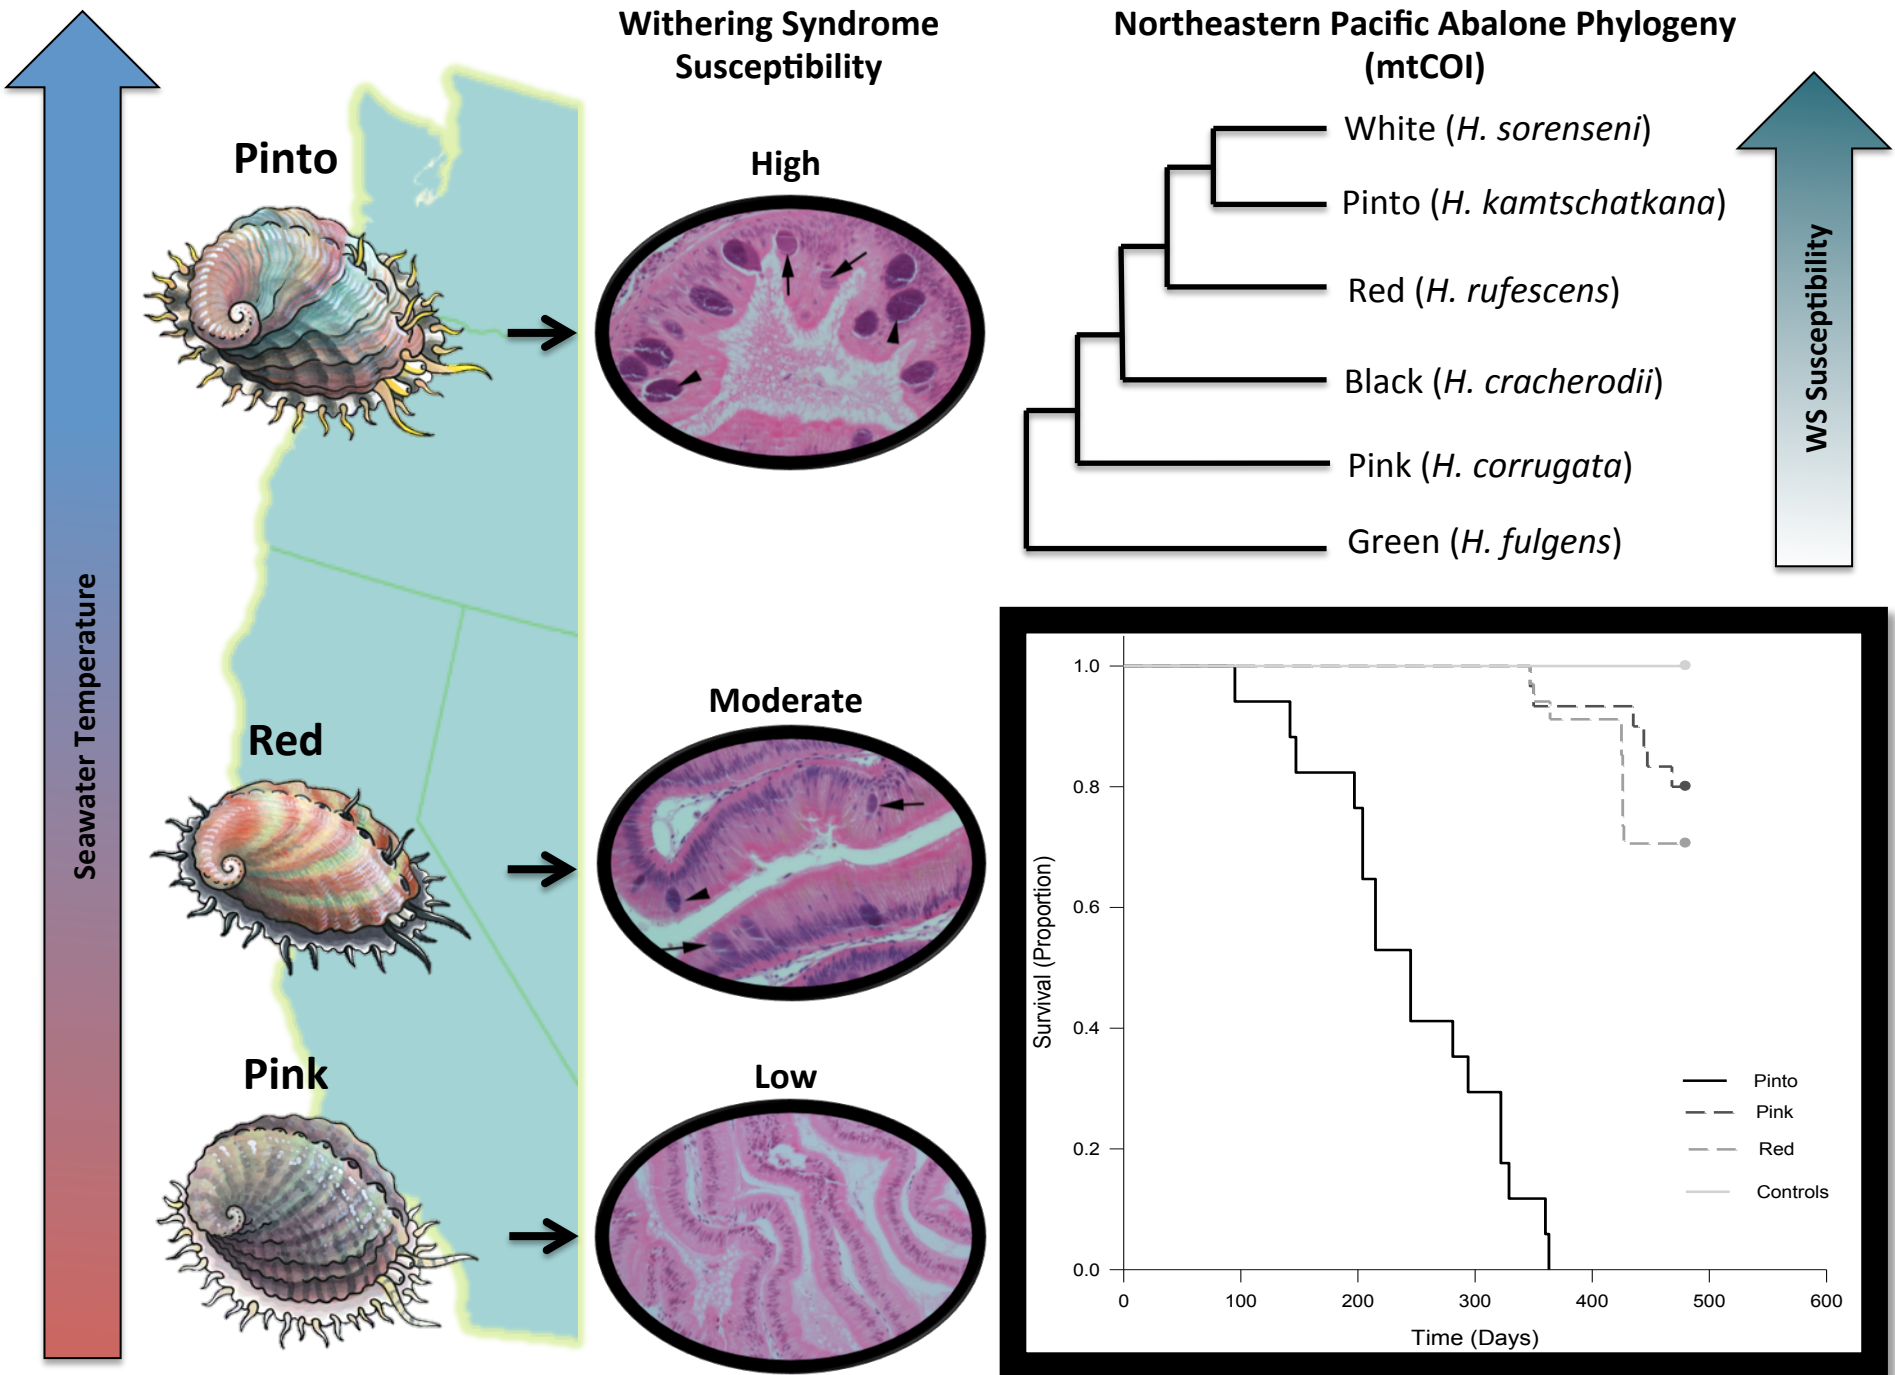 Withering Syndrome
Susceptibility
Northeastern Pacific Abalone Phylogeny
(mtCOI)
Seawater Temperature
Pinto
Red
Pink
High
Moderate
Low
White (H. sorenseni)
Pinto (H. kamtschatkana)
Red (H. rufescens)
Black (H. cracherodii)
Pink (H. corrugata)
Green (H. fulgens)
WS Susceptibility
Survival (Proportion)
1.0
0.8
0.6
0.4
0.2
0.0
0 100 200 300 400 500 600
Time (Days)
Pinto
Pink
Red
Controls